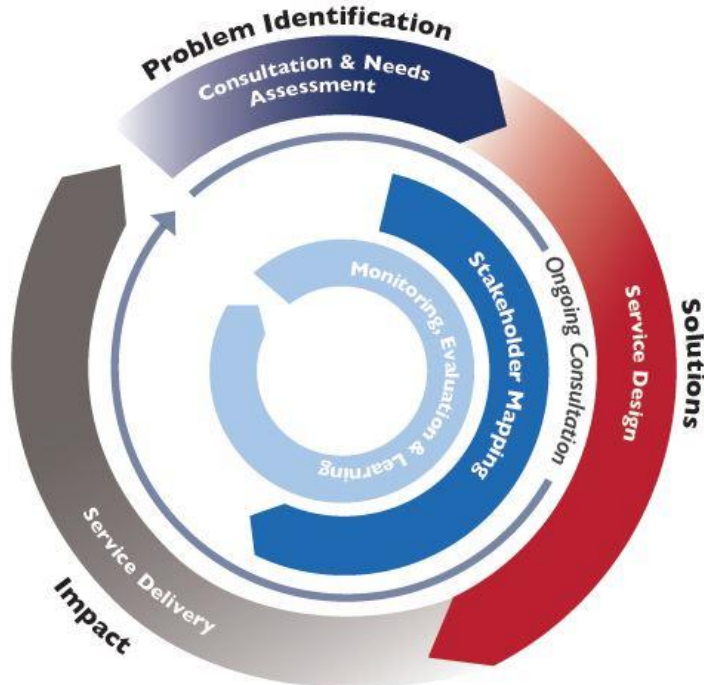 Problem Identification
Consultation & Needs
Assessment
Ongoing Consultation
Service Design
Solutions
Stakeholder Mapping
Monitoring, Evaluation & Learning
Service Delivery
Impact